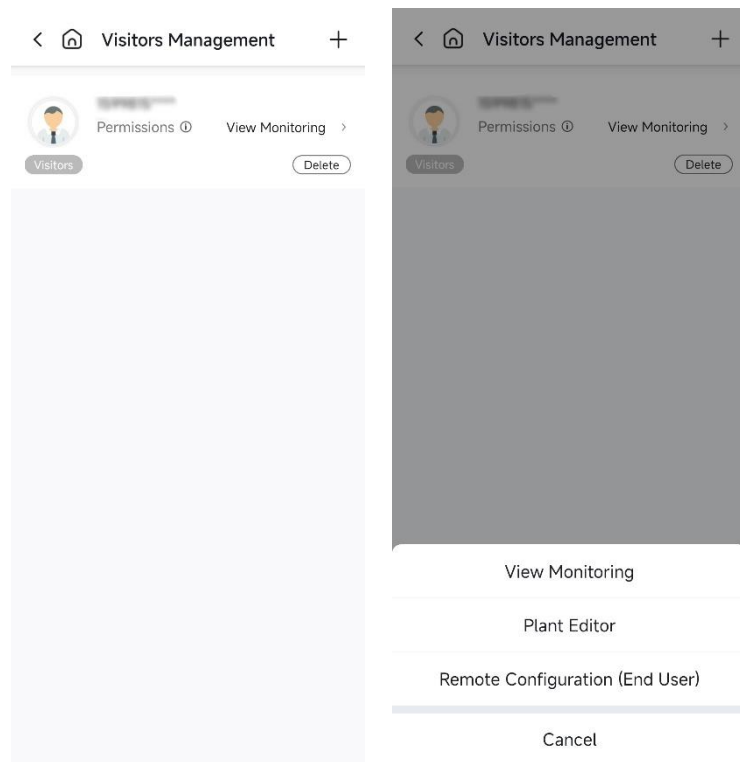 Visitors Management
Permissions
View Monitoring
Visitors
Delete
Visitors Management
Permissions
View Monitoring
Visitors
Delete
View Monitoring
Plant Editor
Remote Configuration (End User)
Cancel